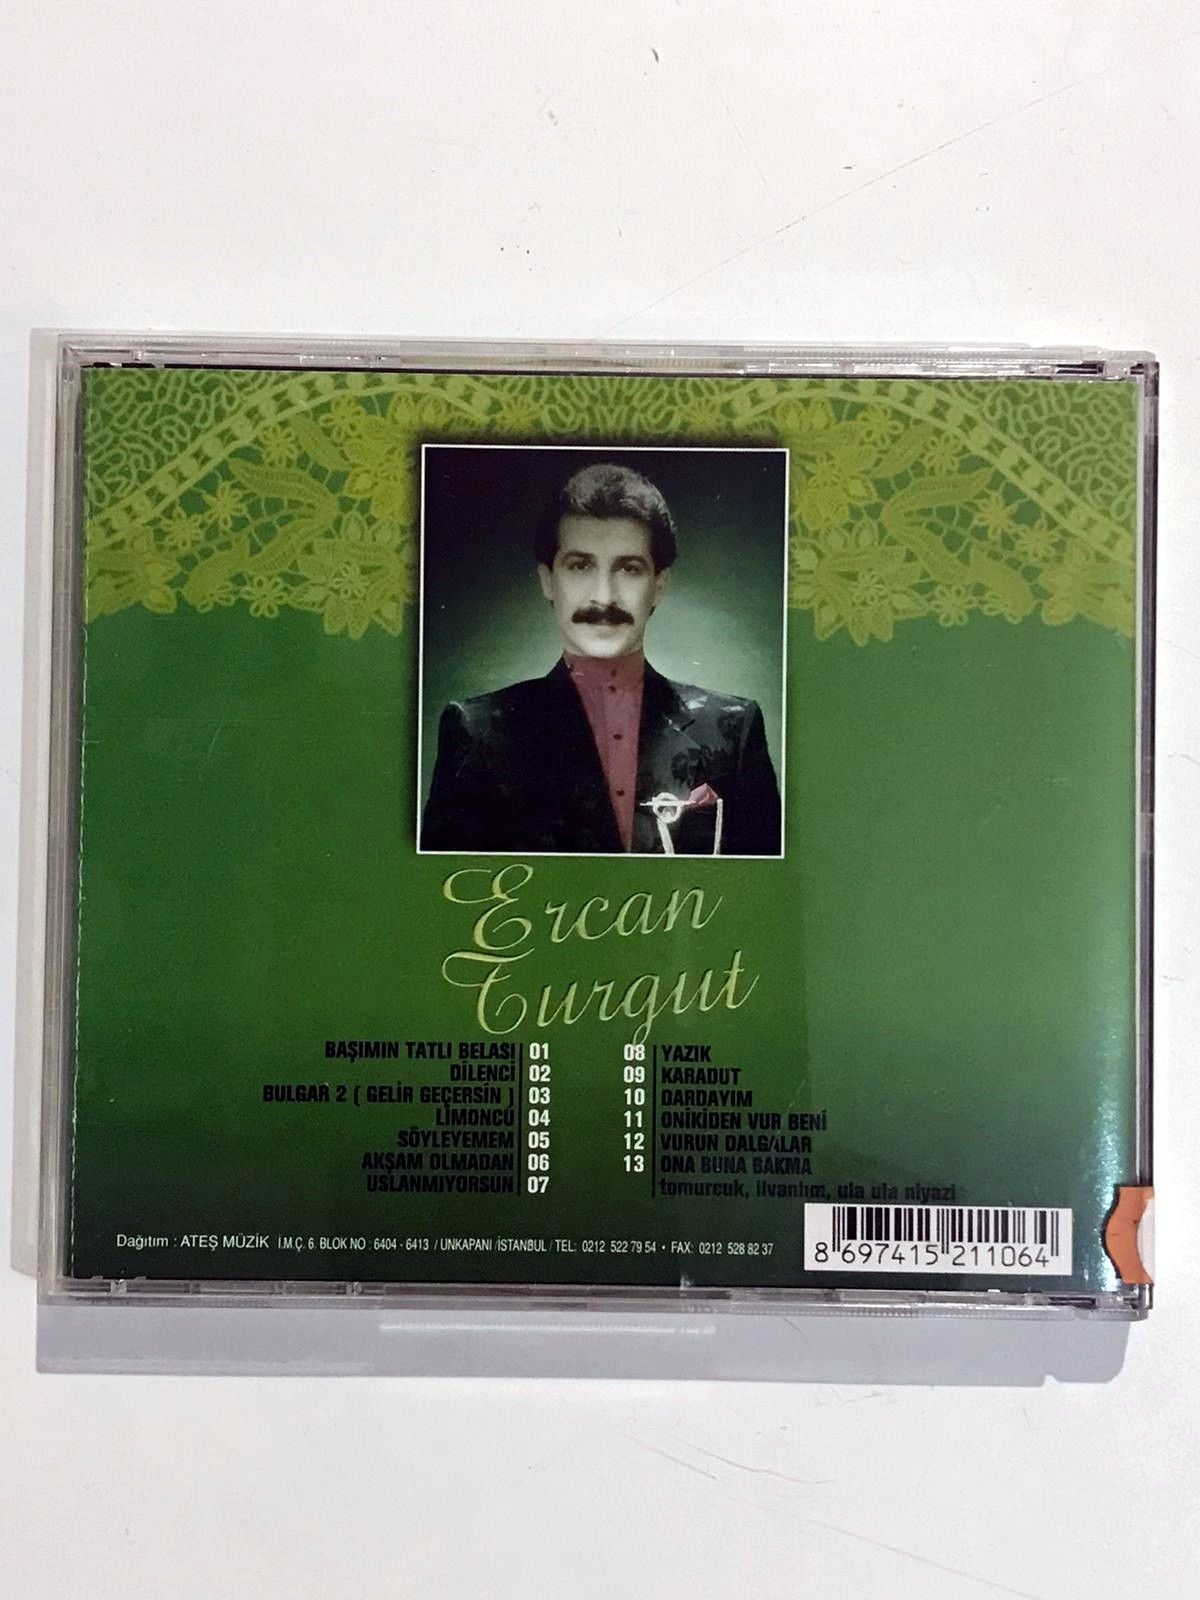 Ercan
Turgut
BAŞIMIN TATLI BELASI 01
DİLENCİ 02
BULGAR 2 ( GELİR GEÇERSİN ) 03
LİMONCU 04
SÖYLEYEMEM 05
AKŞAM OLMADAN 06
USLANMIYORSUN 07
08 YAZIK
09 KARADUT
10 DARDAYIM
11 ONİKİDEN VUR BENİ
12 VURUN DALGALAR
13 ONA BUNA BAKMA
tomurcuk, ilvanlım, ula ula niyazi
Dağıtım : ATEŞ MÜZİK İ.M.Ç. 6. BLOK NO : 6404 - 6413 / UNKAPANI /İSTANBUL / TEL: 0212 522 79 54 • FAX: 0212 528 82 37
8 697415 211064